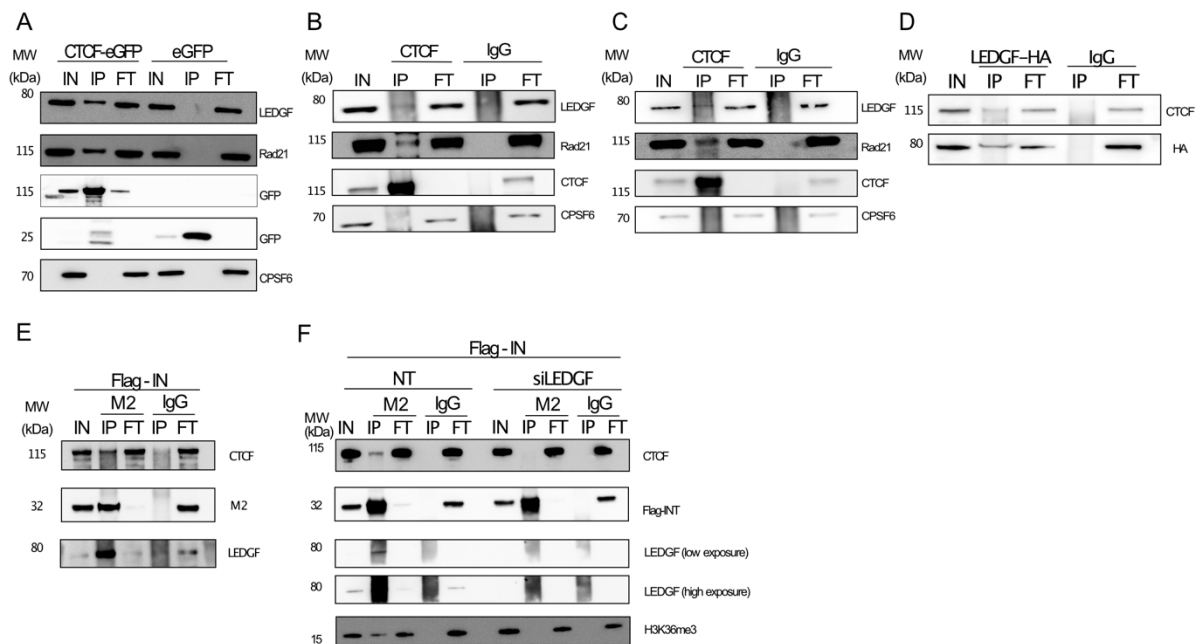 A
MW
(kDa)
CTCF-eGFP eGFP
IN IP FT IN IP FT
80
LEDGF
115
Rad21
115
GFP
25
GFP
70
CPSF6
B
MW
(kDa)
CTCF IgG
IN IP FT IP FT
80
LEDGF
115
Rad21
115
CTCF
70
CPSF6
C
MW
(kDa)
CTCF IgG
IN IP FT IP FT
80
LEDGF
115
Rad21
115
CTCF
70
CPSF6
D
MW
(kDa)
LEDGF-HA IgG
IN IP FT IP FT
115
CTCF
80
HA
E
Flag-IN
MW
(kDa)
M2 IgG
IN IP FT IP FT
115
CTCF
32
M2
80
LEDGF
F
Flag-IN
NT siLEDGF
MW
(kDa)
M2 IgG M2 IgG
IN IP FT IP FT IN IP FT IP FT
115
CTCF
32
Flag-INT
80
LEDGF (low exposure)
80
LEDGF (high exposure)
15
H3K36me3